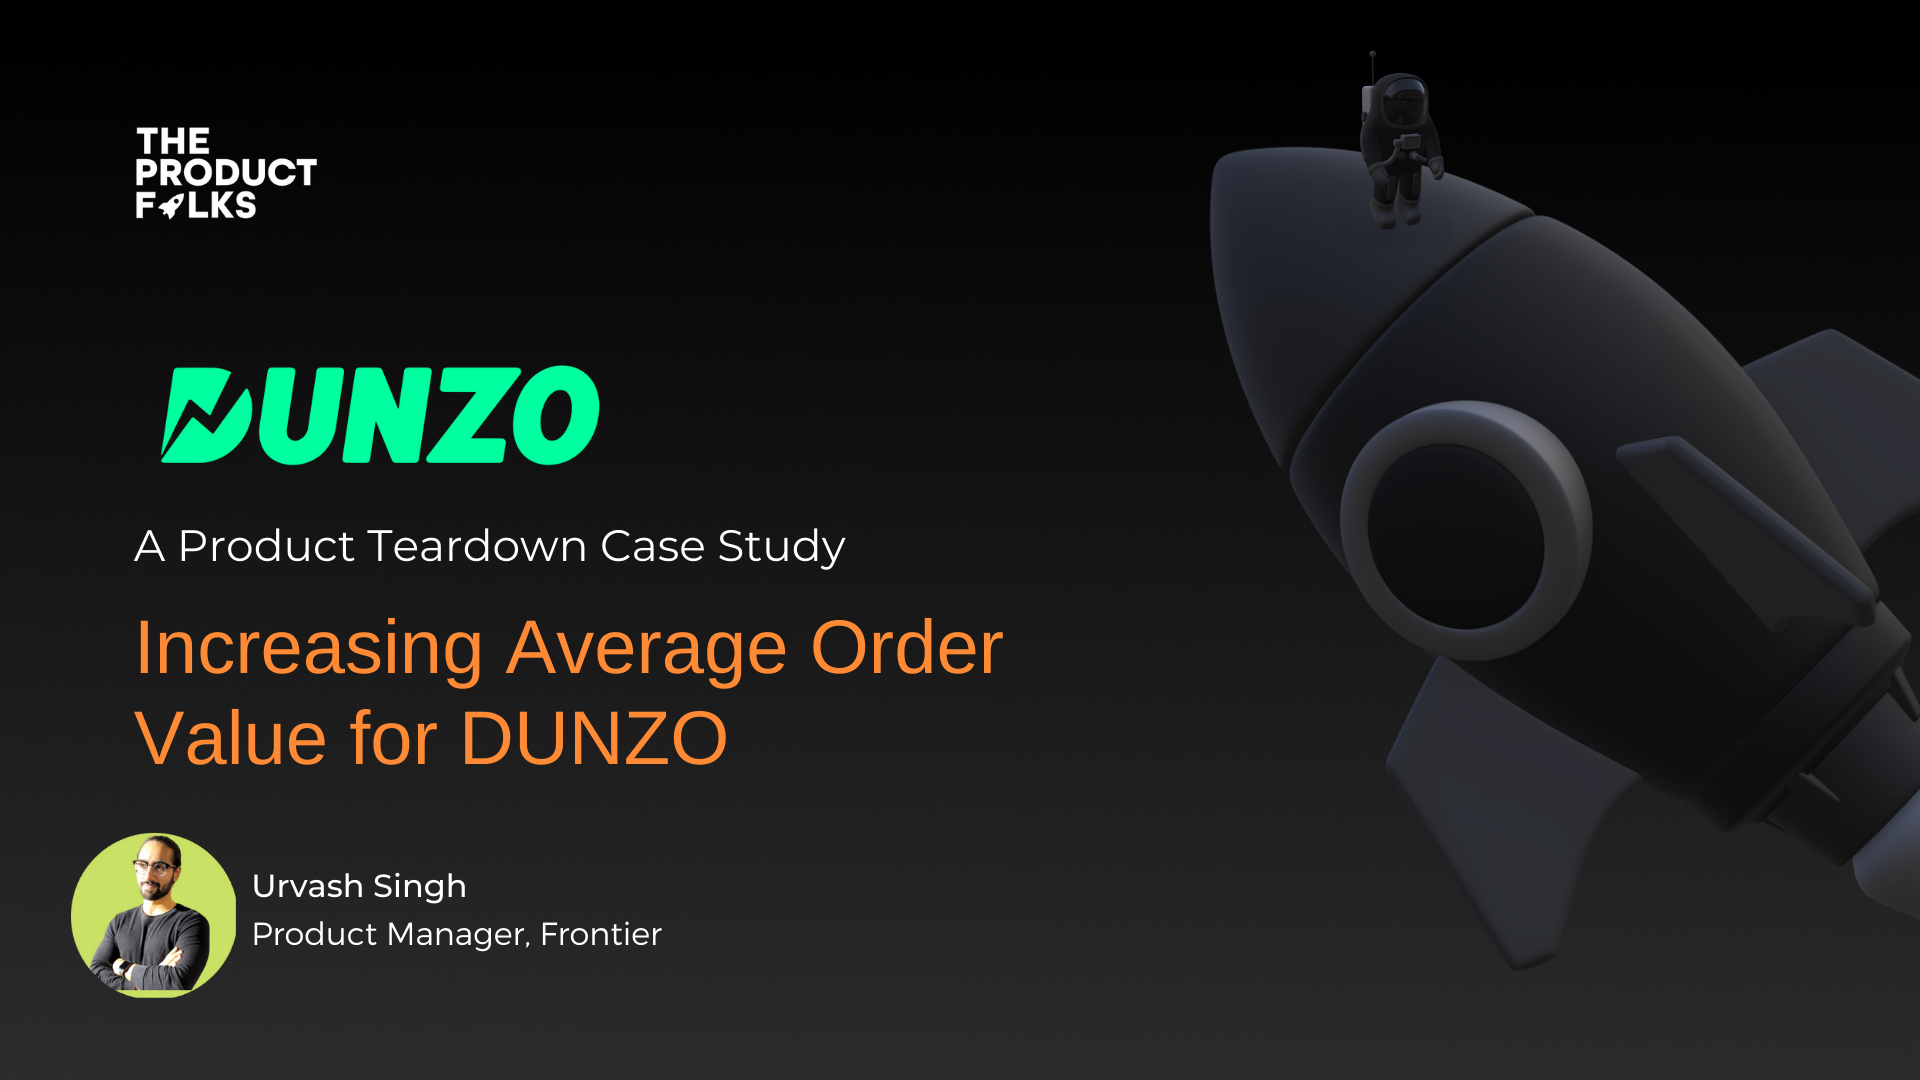 THE
PRODUCT
FOLKS
DUNZO
A Product Teardown Case Study
Increasing Average Order
Value for DUNZO
Urvash Singh
Product Manager, Frontier